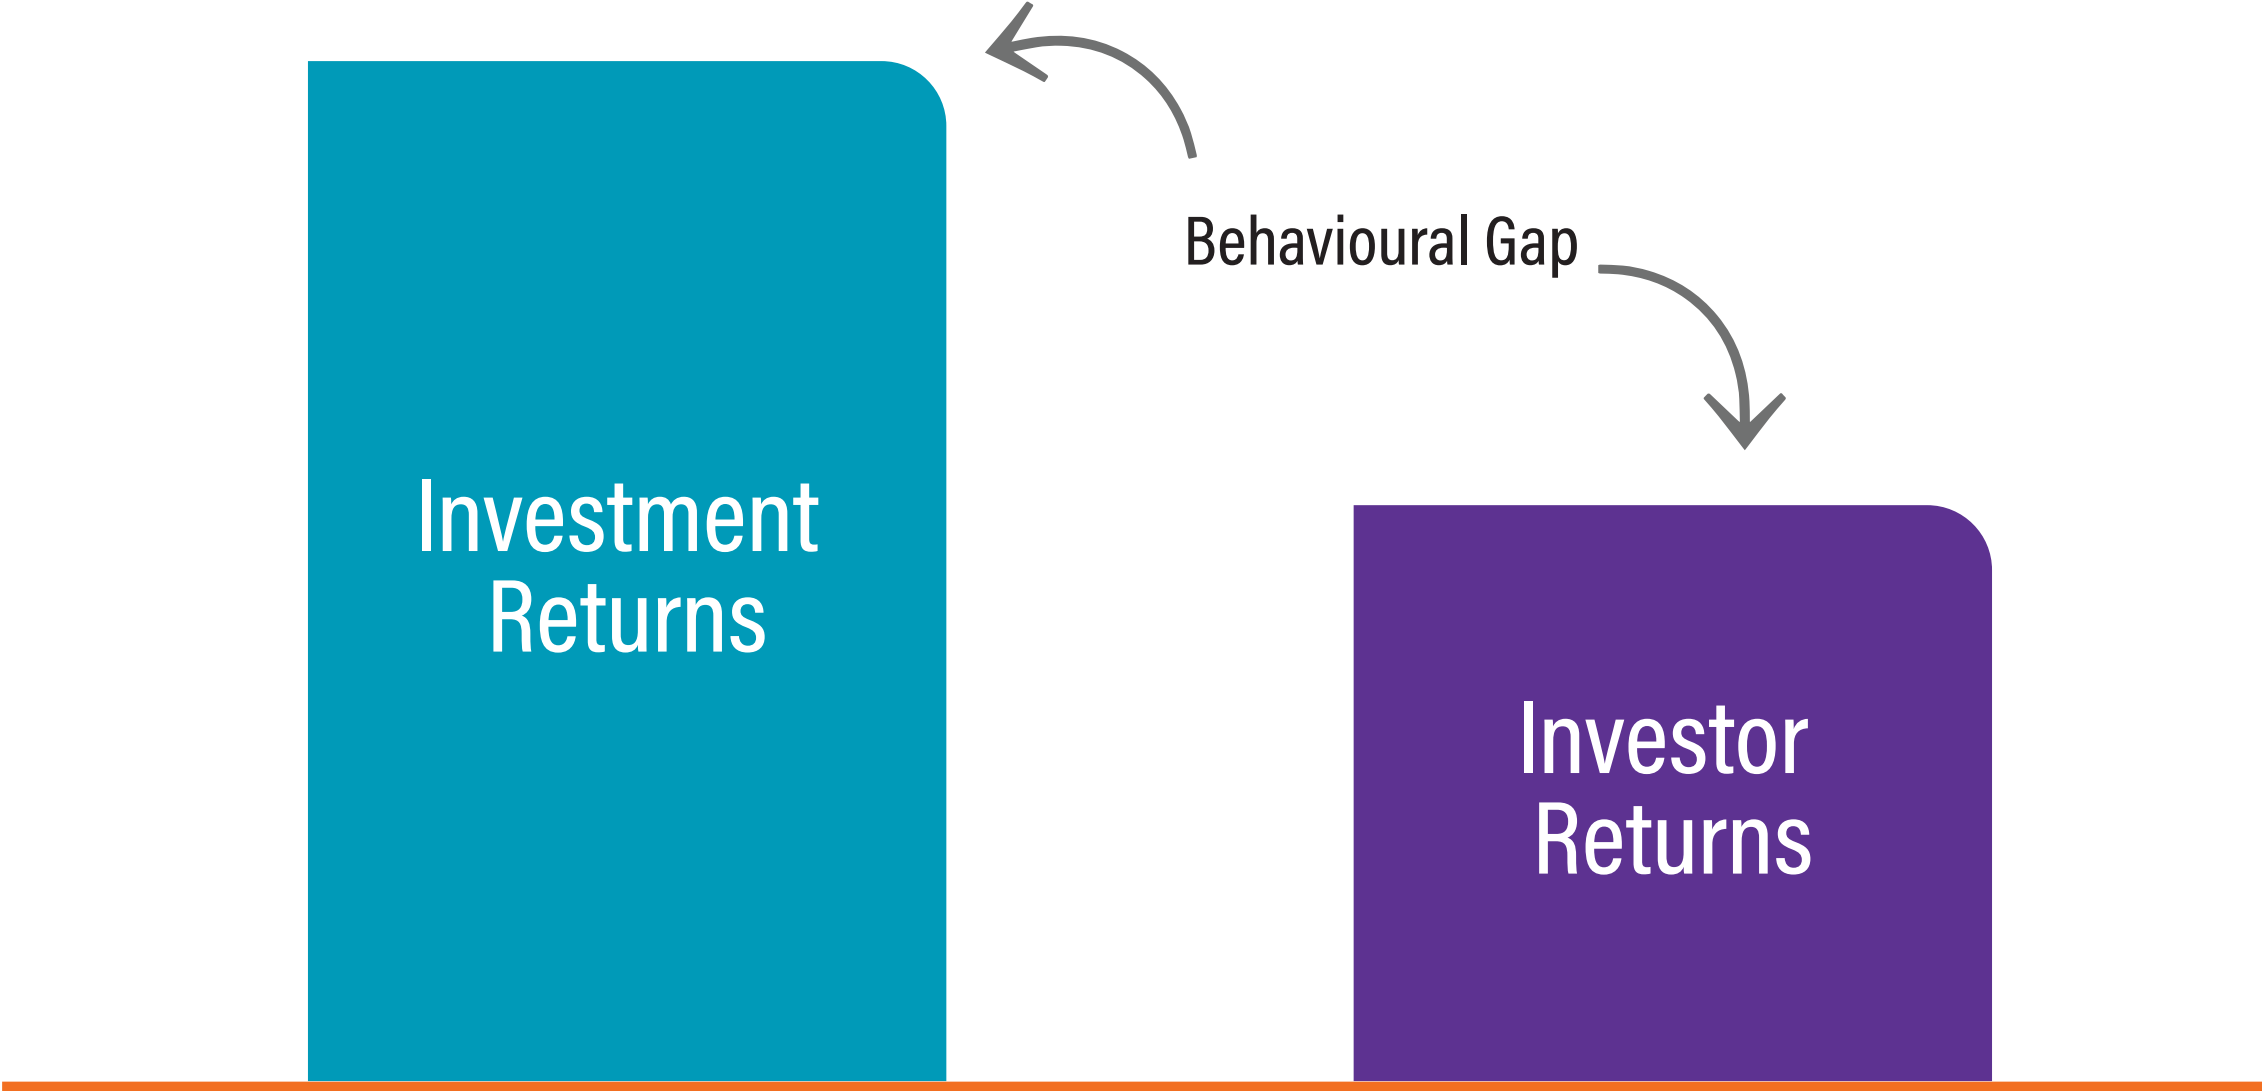 Behavioural Gap
Investment
Returns
Investor
Returns